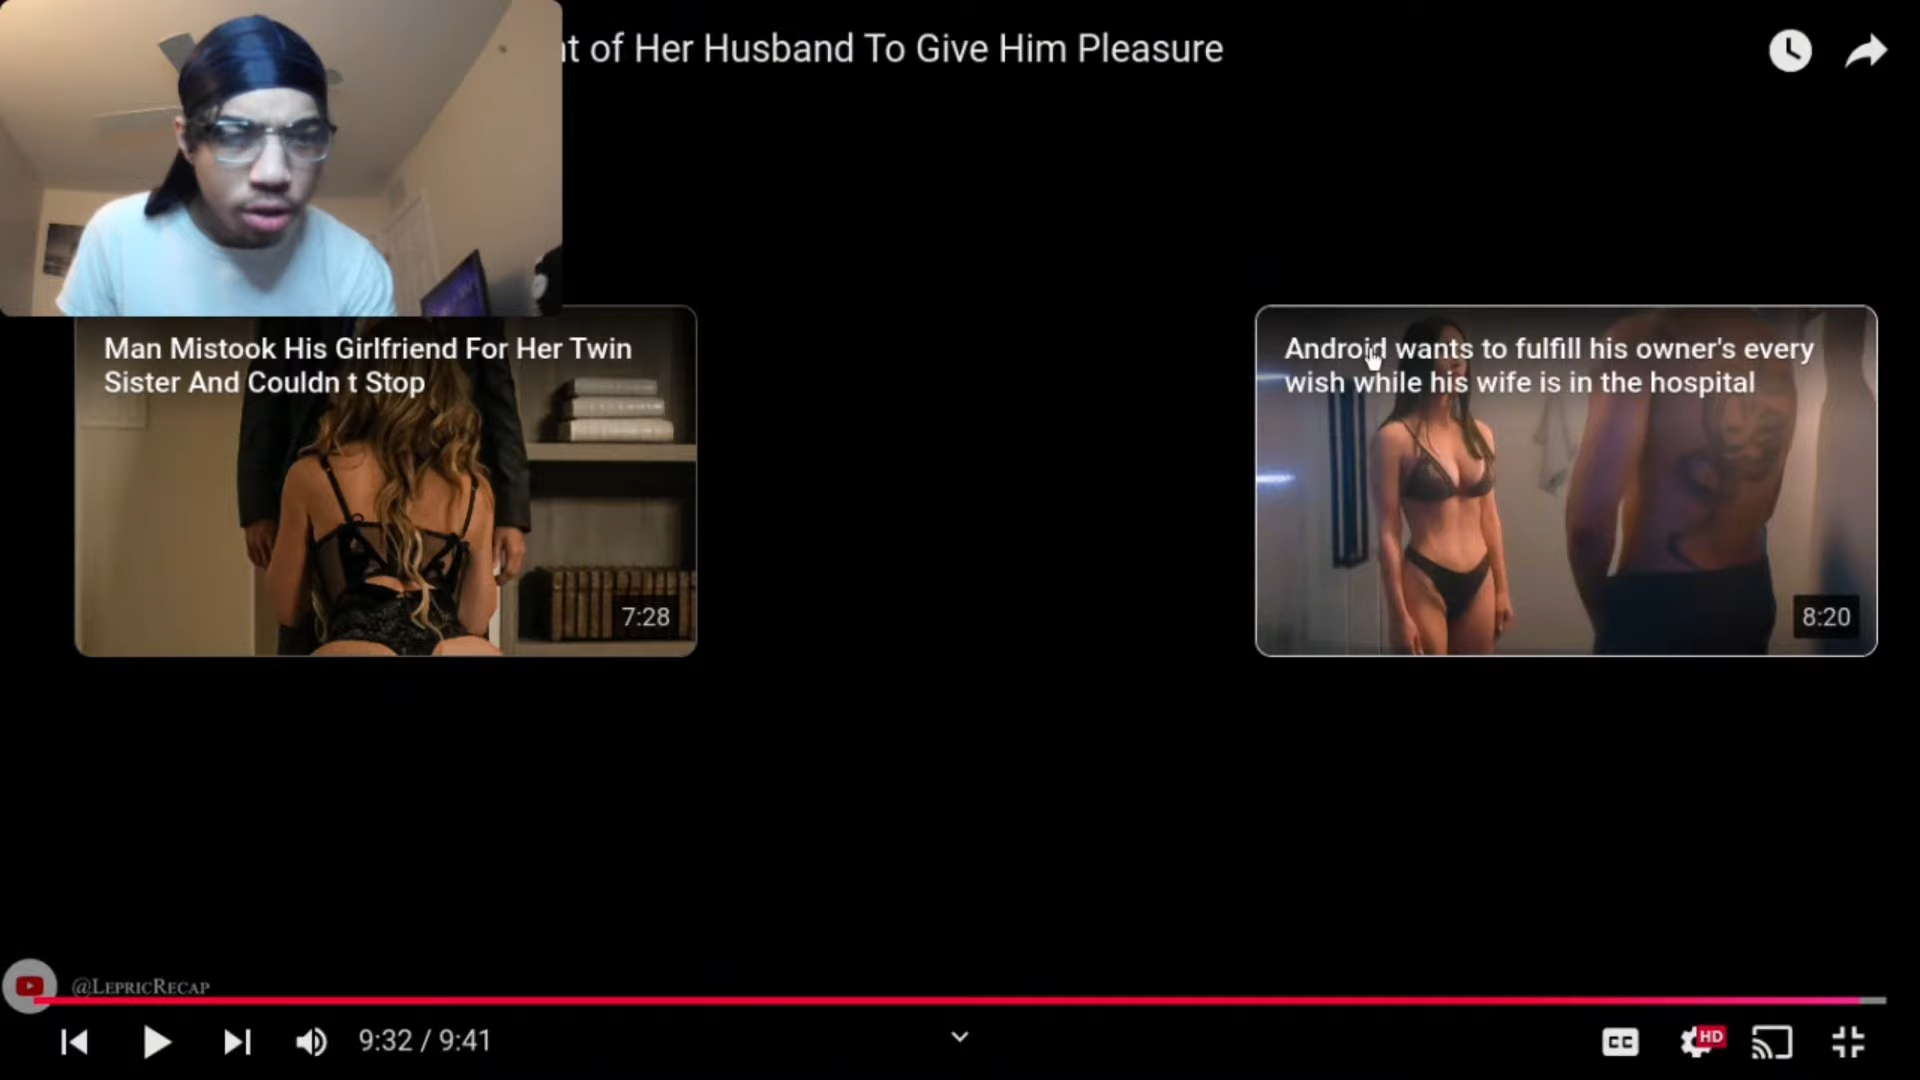 of Her Husband To Give Him Pleasure
Man Mistook His Girlfriend For Her Twin
Sister And Couldn t Stop
7:28
Android wants to fulfill his owner's every
wish while his wife is in the hospital
8:20
@LepricRecap
9:32 / 9:41
CC
HD